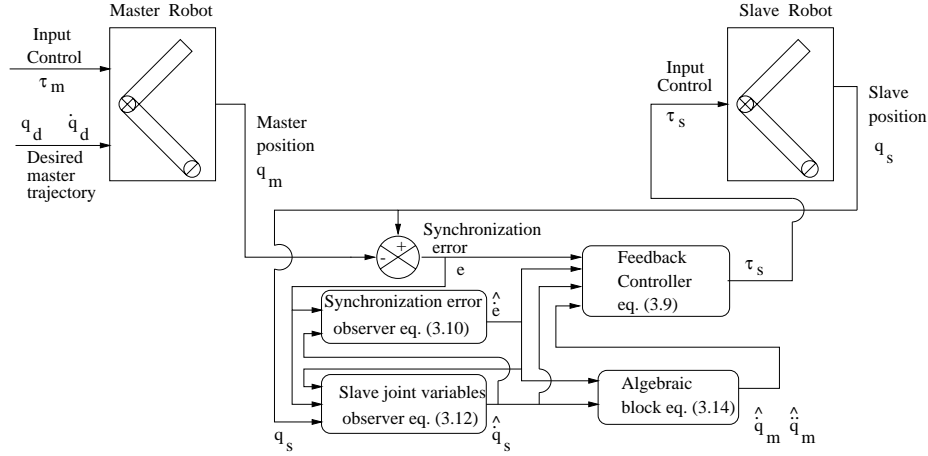 Master Robot
Slave Robot
Input
Control
τ m
q d q̇ d
Desired
master
trajectory
Master
position
q m
Input
Control
τ s
Slave
position
q s
Synchronization
error
e
+
-
Feedback
Controller
eq. (3.9)
τ s
Synchronization error
observer eq. (3.10)
ė̂
Slave joint variables
observer eq. (3.12)
q s
q̇̂ s
Algebraic
block eq. (3.14)
q̇̂ m q̈̂ m